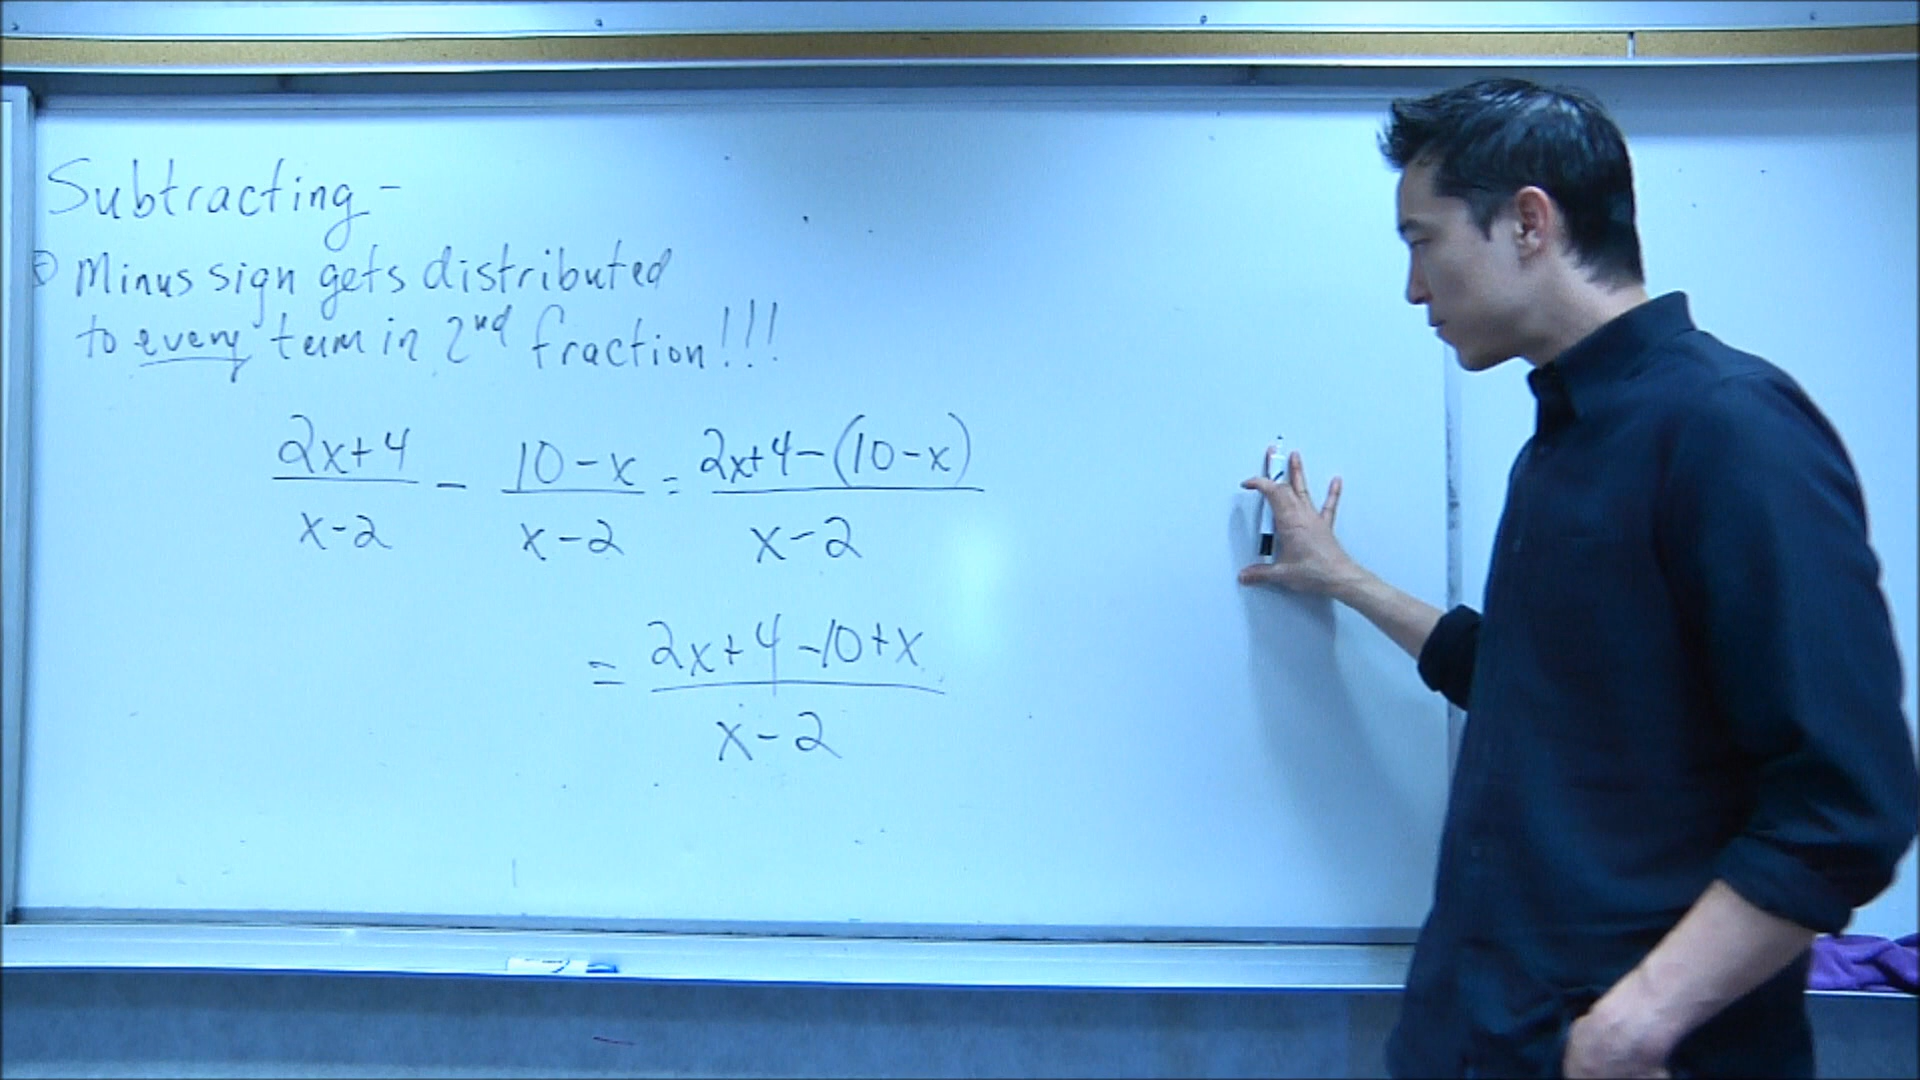 Subtracting -
Minus sign gets distributed
to every term in 2nd fraction!!!
2x+4 - 10-x = 2x+4-(10-x)
x-2 x-2 x-2
= 2x+4-10+x
x-2